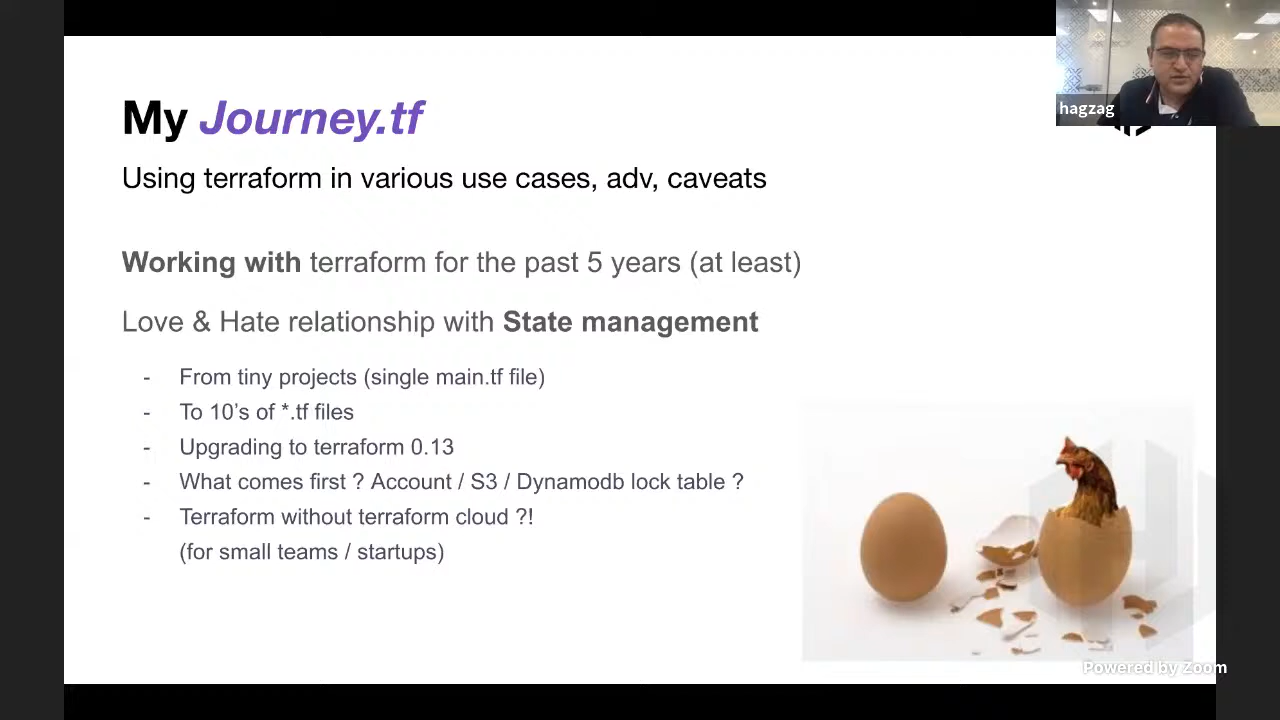 hagzag
My Journey.tf
Using terraform in various use cases, adv, caveats
Working with terraform for the past 5 years (at least)
Love & Hate relationship with State management
- From tiny projects (single main.tf file)
- To 10’s of *.tf files
- Upgrading to terraform 0.13
- What comes first ? Account / S3 / Dynamodb lock table ?
- Terraform without terraform cloud ?!
(for small teams / startups)
Powered by Zoom